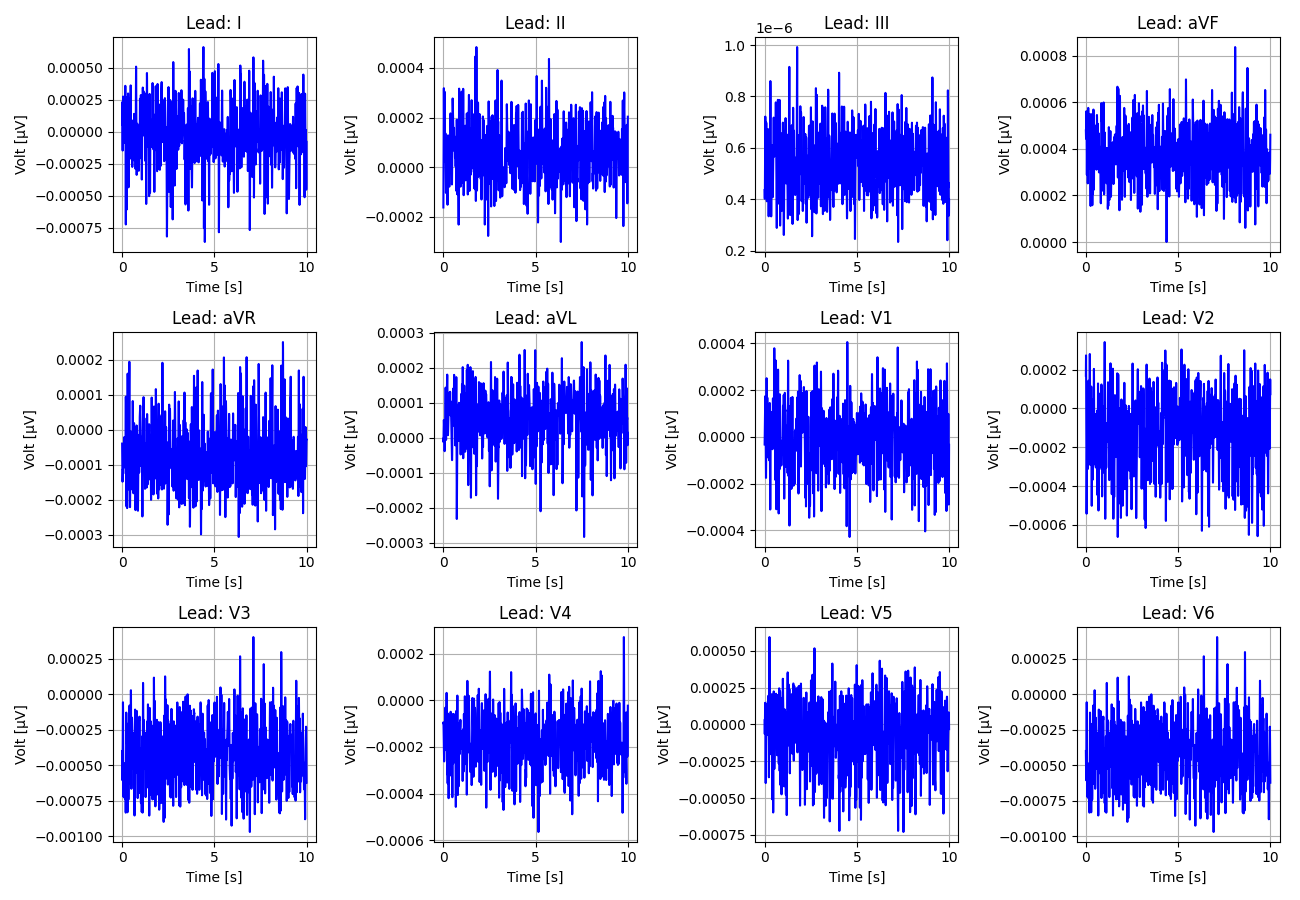 Lead: I
Volt [µV]
0.00050
0.00025
0.00000
−0.00025
−0.00050
−0.00075
0 5 10
Time [s]
Lead: II
Volt [µV]
0.0004
0.0002
0.0000
−0.0002
0 5 10
Time [s]
1e−6 Lead: III
Volt [µV]
1.0
0.8
0.6
0.4
0.2
0 5 10
Time [s]
Lead: aVF
Volt [µV]
0.0008
0.0006
0.0004
0.0002
0.0000
0 5 10
Time [s]
Lead: aVR
Volt [µV]
0.0002
0.0001
0.0000
−0.0001
−0.0002
−0.0003
0 5 10
Time [s]
Lead: aVL
Volt [µV]
0.0003
0.0002
0.0001
0.0000
−0.0001
−0.0002
−0.0003
0 5 10
Time [s]
Lead: V1
Volt [µV]
0.0004
0.0002
0.0000
−0.0002
−0.0004
0 5 10
Time [s]
Lead: V2
Volt [µV]
0.0002
0.0000
−0.0002
−0.0004
−0.0006
0 5 10
Time [s]
Lead: V3
Volt [µV]
0.00025
0.00000
−0.00025
−0.00050
−0.00075
−0.00100
0 5 10
Time [s]
Lead: V4
Volt [µV]
0.0002
0.0000
−0.0002
−0.0004
−0.0006
0 5 10
Time [s]
Lead: V5
Volt [µV]
0.00050
0.00025
0.00000
−0.00025
−0.00050
−0.00075
0 5 10
Time [s]
Lead: V6
Volt [µV]
0.00025
0.00000
−0.00025
−0.00050
−0.00075
−0.00100
0 5 10
Time [s]